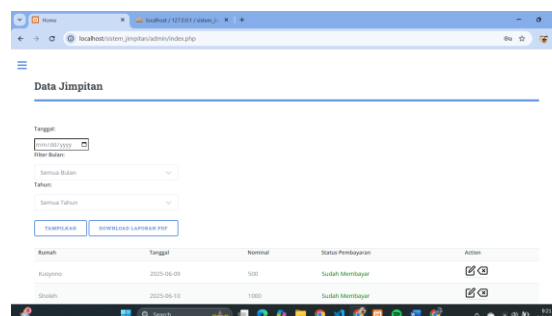 Home
localhost / 127.0.0.1 / sistem_ji
localhost/sistem_jimpitan/admin/index.php
Data Jimpitan
Tanggal:
mm/dd/yyyy
Filter Bulan:
Semua Bulan
Tahun:
Semua Tahun
TAMPILKAN DOWNLOAD LAPORAN PDF
Rumah Tanggal Nominal Status Pembayaran Action
2025-06-09 500 Sudah Membayar
Sholeh 2025-06-10 1000 Sudah Membayar
Search